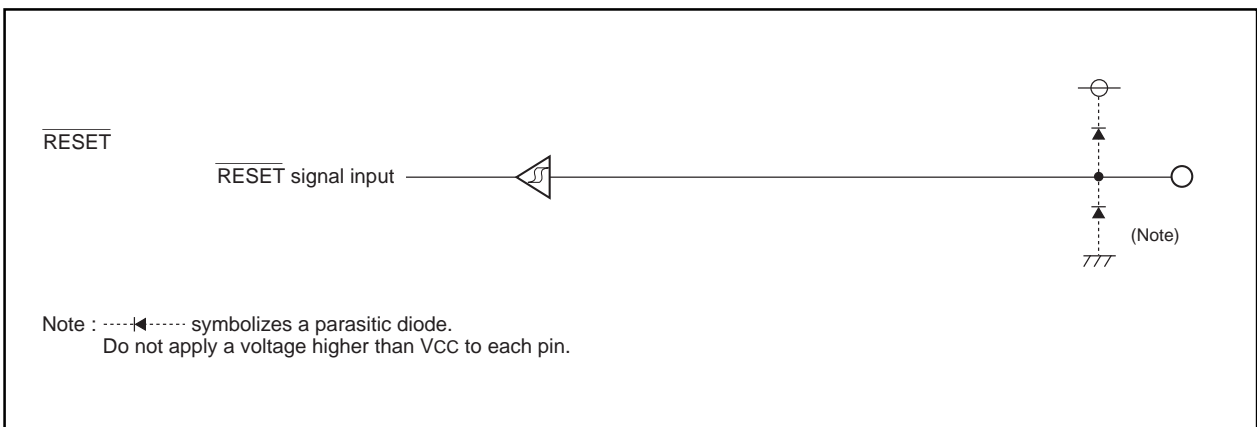 RESET
RESET signal input
(Note)
Note : symbolizes a parasitic diode.
Do not apply a voltage higher than VCC to each pin.